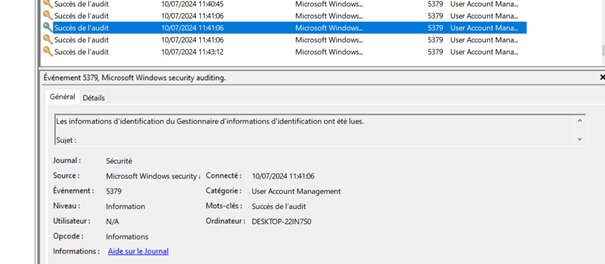 Succès de l'audit 10/07/2024 11:40:45 Microsoft Windows... 5379 User Account Mana...
Succès de l'audit 10/07/2024 11:41:06 Microsoft Windows... 5379 User Account Mana...
Succès de l'audit 10/07/2024 11:41:06 Microsoft Windows... 5379 User Account Mana...
Succès de l'audit 10/07/2024 11:41:06 Microsoft Windows... 5379 User Account Mana...
Succès de l'audit 10/07/2024 11:43:12 Microsoft Windows... 5379 User Account Mana...
Événement 5379, Microsoft Windows security auditing.
Général Détails
Les informations d'identification du Gestionnaire d'informations d'identification ont été lues.
Sujet :
Journal : Sécurité
Source : Microsoft Windows security Connecté : 10/07/2024 11:41:06
Événement : 5379 Catégorie : User Account Management
Niveau : Information Mots-clés : Succès de l'audit
Utilisateur : N/A Ordinateur : DESKTOP-22IN7S0
Opcode : Informations
Informations : Aide sur le Journal